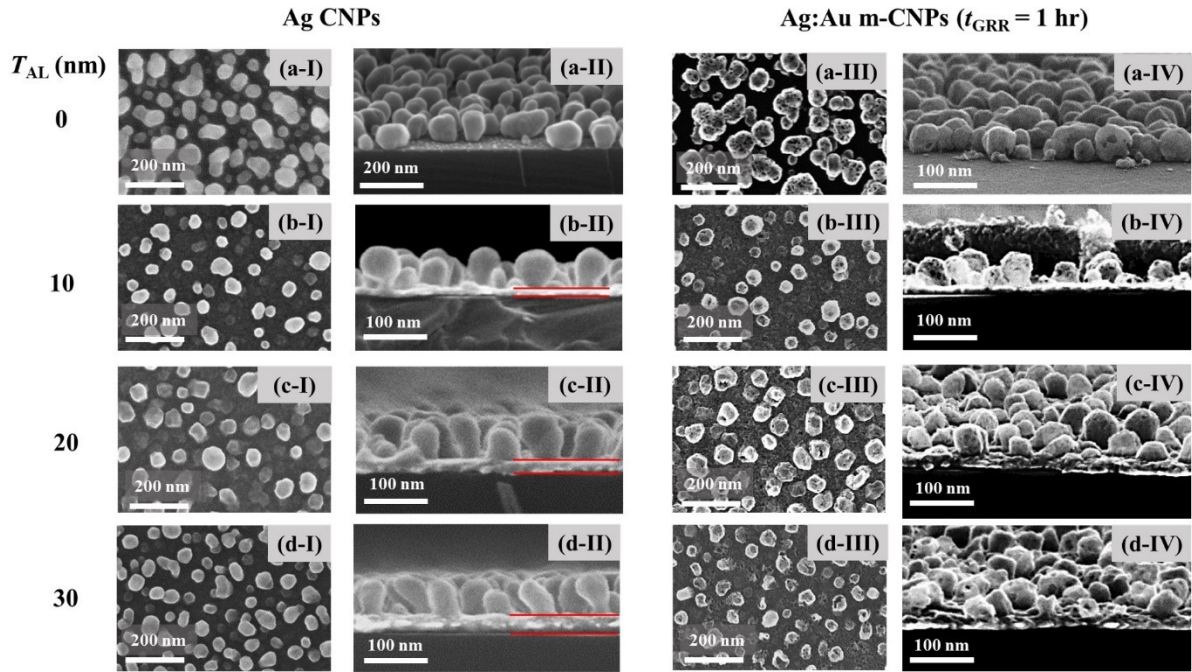 Ag CNPs
Ag:Au m-CNPs (t_GRR = 1 hr)
T_AL (nm)
0
(a-I)
200 nm
(a-II)
200 nm
(a-III)
200 nm
(a-IV)
100 nm
10
(b-I)
200 nm
(b-II)
100 nm
(b-III)
200 nm
(b-IV)
100 nm
20
(c-I)
200 nm
(c-II)
100 nm
(c-III)
200 nm
(c-IV)
100 nm
30
(d-I)
200 nm
(d-II)
100 nm
(d-III)
200 nm
(d-IV)
100 nm